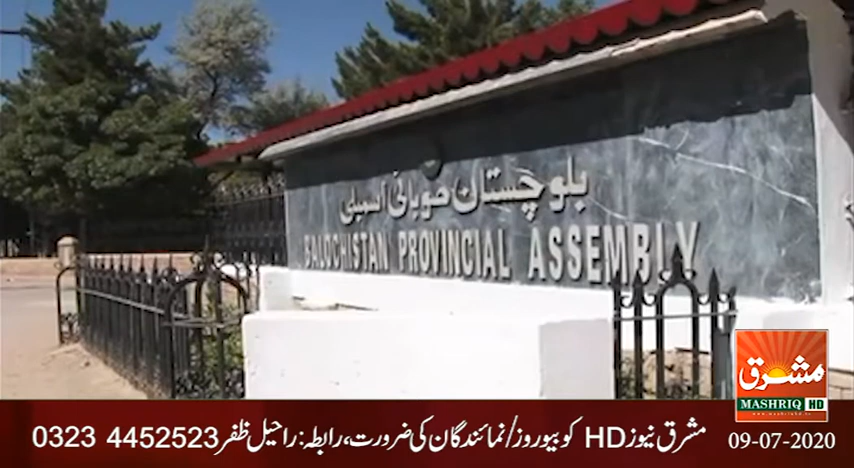 بلوچستان صوبائی اسمبلی
BALOCHISTAN PROVINCIAL ASSEMBLY
مشرق
MASHRIQ HD
مشرق نیوز HD کو بیوروز/نمائندگان کی ضرورت، رابطہ: راحیل ظفر 0323 4452523
09-07-2020